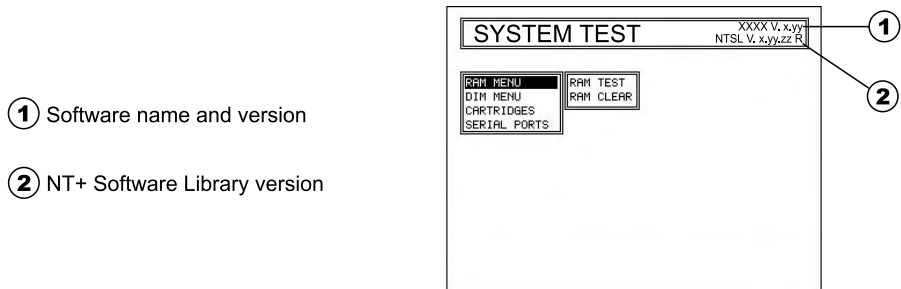 1 Software name and version
2 NT+ Software Library version
SYSTEM TEST
XXXX V. x.yy
NTSL V. x.yy.zz R
1
2
RAM MENU
DIM MENU
CARTRIDGES
SERIAL PORTS
RAM TEST
RAM CLEAR